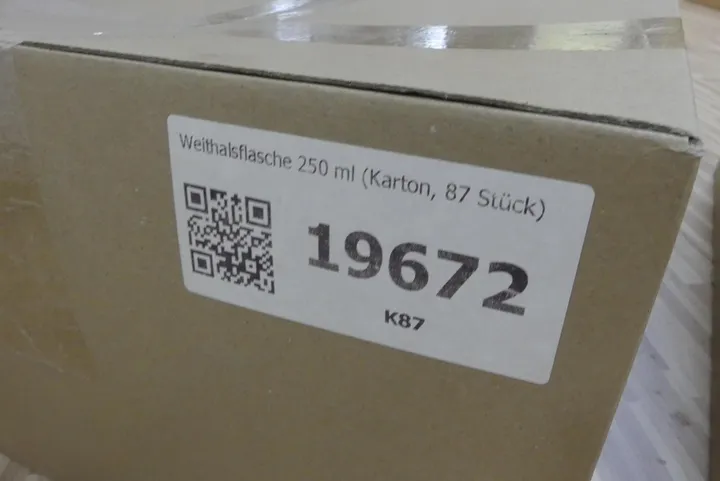 Weithalsflasche 250 ml (Karton, 87 Stück)
19672
K87